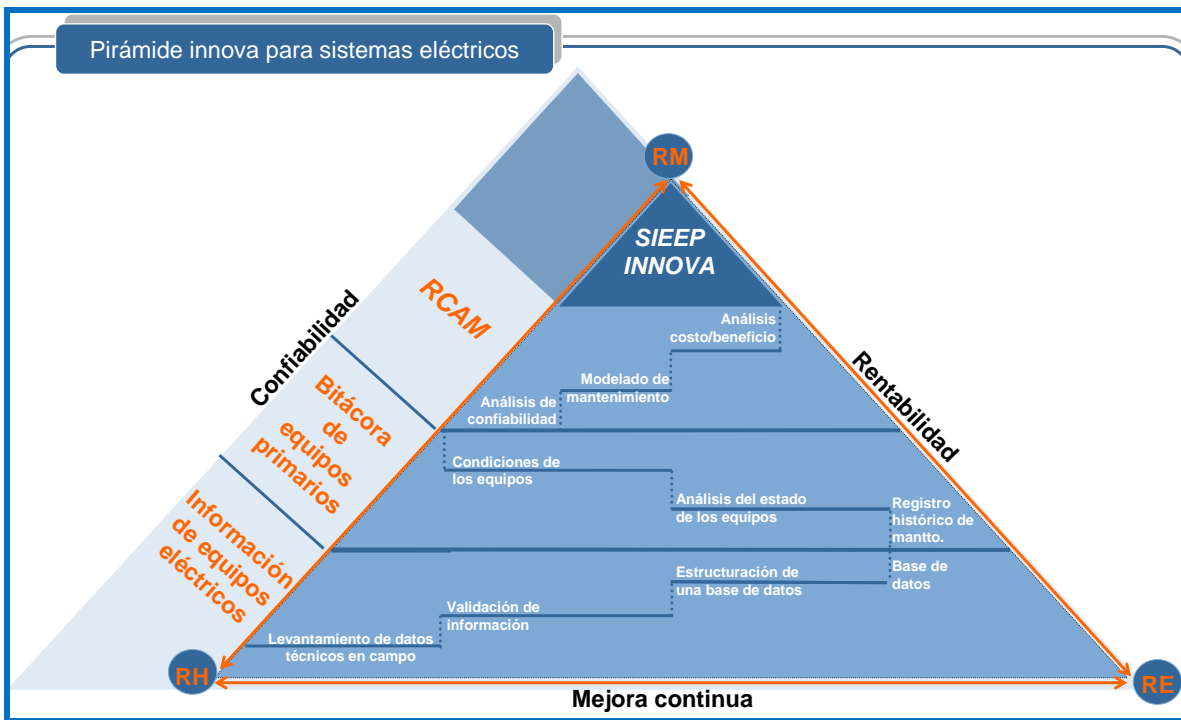 Pirámide innova para sistemas eléctricos
RM
SIEEP
INNOVA
Confiabilidad
RCAM
Bitácora
de
equipos
primarios
Información
de equipos
eléctricos
Rentabilidad
Análisis
costo/beneficio
Modelado de
mantenimiento
Análisis de
confiabilidad
Condiciones de
los equipos
Análisis del estado
de los equipos
Registro
histórico de
mantto.
Base de
datos
Estructuración de
una base de datos
Validación de
información
Levantamiento de datos
técnicos en campo
RH
RE
Mejora continua